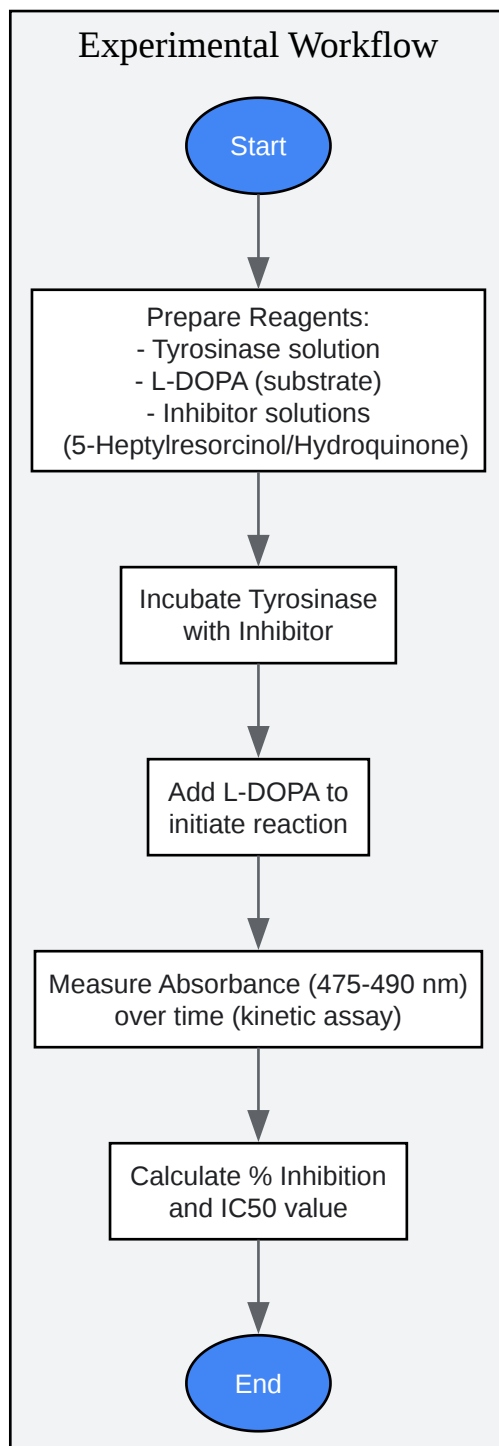 Experimental Workflow
Start
Prepare Reagents:
- Tyrosinase solution
- L-DOPA (substrate)
- Inhibitor solutions
(5-Heptylresorcinol/Hydroquinone)
Incubate Tyrosinase
with Inhibitor
Add L-DOPA to
initiate reaction
Measure Absorbance (475-490 nm)
over time (kinetic assay)
Calculate % Inhibition
and IC50 value
End